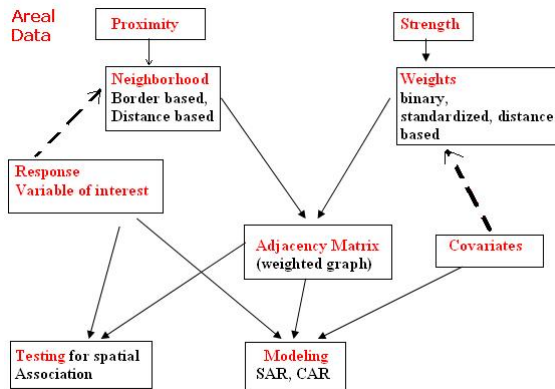 Areal
Data
Proximity
Strength
Neighborhood
Border based,
Distance based
Weights
binary,
standardized, distance
based
Response
Variable of interest
Adjacency Matrix
(weighted graph)
Covariates
Testing for spatial
Association
Modeling
SAR, CAR